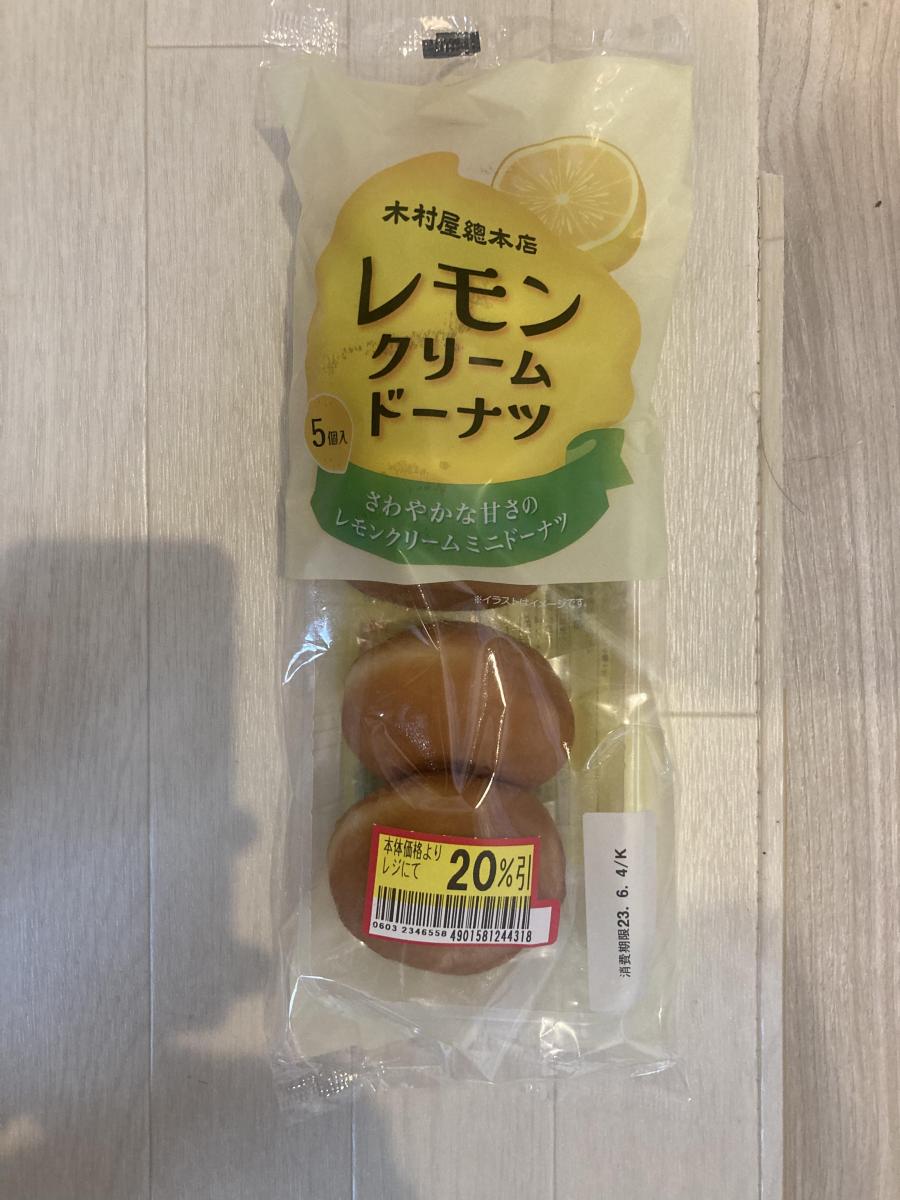 木村屋總本店
レモン
クリーム
ドーナツ
5個入
さわやかな甘さの
レモンクリームミニドーナツ
※イラストはイメージです。
本体価格より
レジにて
20%引
0603 2346558 4901581244318
消費期限23. 6. 4/K